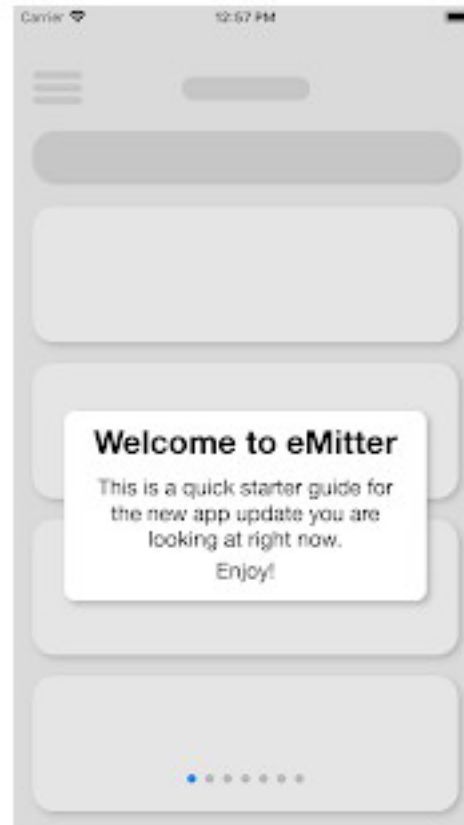 Carrier 12:57 PM
Welcome to eMitter
This is a quick starter guide for
the new app update you are
looking at right now.
Enjoy!